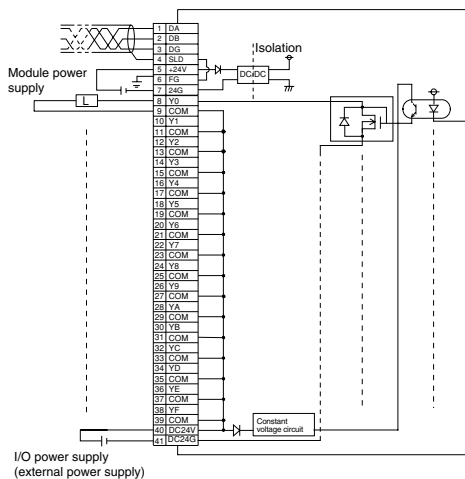 1 DA
2 DB
3 DG
4 SLD
5 +24V
6 FG
7 24G
8 Y0
9 COM
10 Y1
11 COM
12 Y2
13 COM
14 Y3
15 COM
16 Y4
17 COM
18 Y5
19 COM
20 Y6
21 COM
22 Y7
23 COM
24 Y8
25 COM
26 Y9
27 COM
28 YA
29 COM
30 YB
31 COM
32 YC
33 COM
34 YD
35 COM
36 YE
37 COM
38 YF
39 COM
40 DC24V
41 DC24G
Module power
supply
L
Isolation
DC/DC
Constant
voltage circuit
I/O power supply
(external power supply)